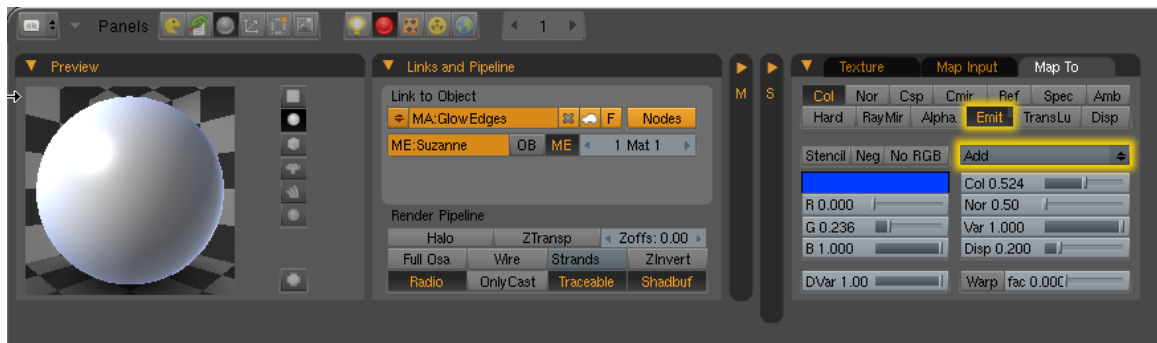 Panels 1
Preview
Links and Pipeline
Link to Object
MA:GlowEdges F Nodes
ME:Suzanne OB ME 1 Mat 1
Render Pipeline
Halo ZTransp Zoffs: 0.00
Full Osa Wire Strands ZInvert
Radio OnlyCast Traceable Shadbuf
M
S
Texture Map Input Map To
Col Nor Csp Cmir Ref Spec Amb
Hard RayMir Alpha Emit TransLu Disp
Stencil Neg No RGB Add
Col 0.524
R 0.000 Nor 0.50
G 0.236 Var 1.000
B 1.000 Disp 0.200
DVar 1.00 Warp fac 0.000